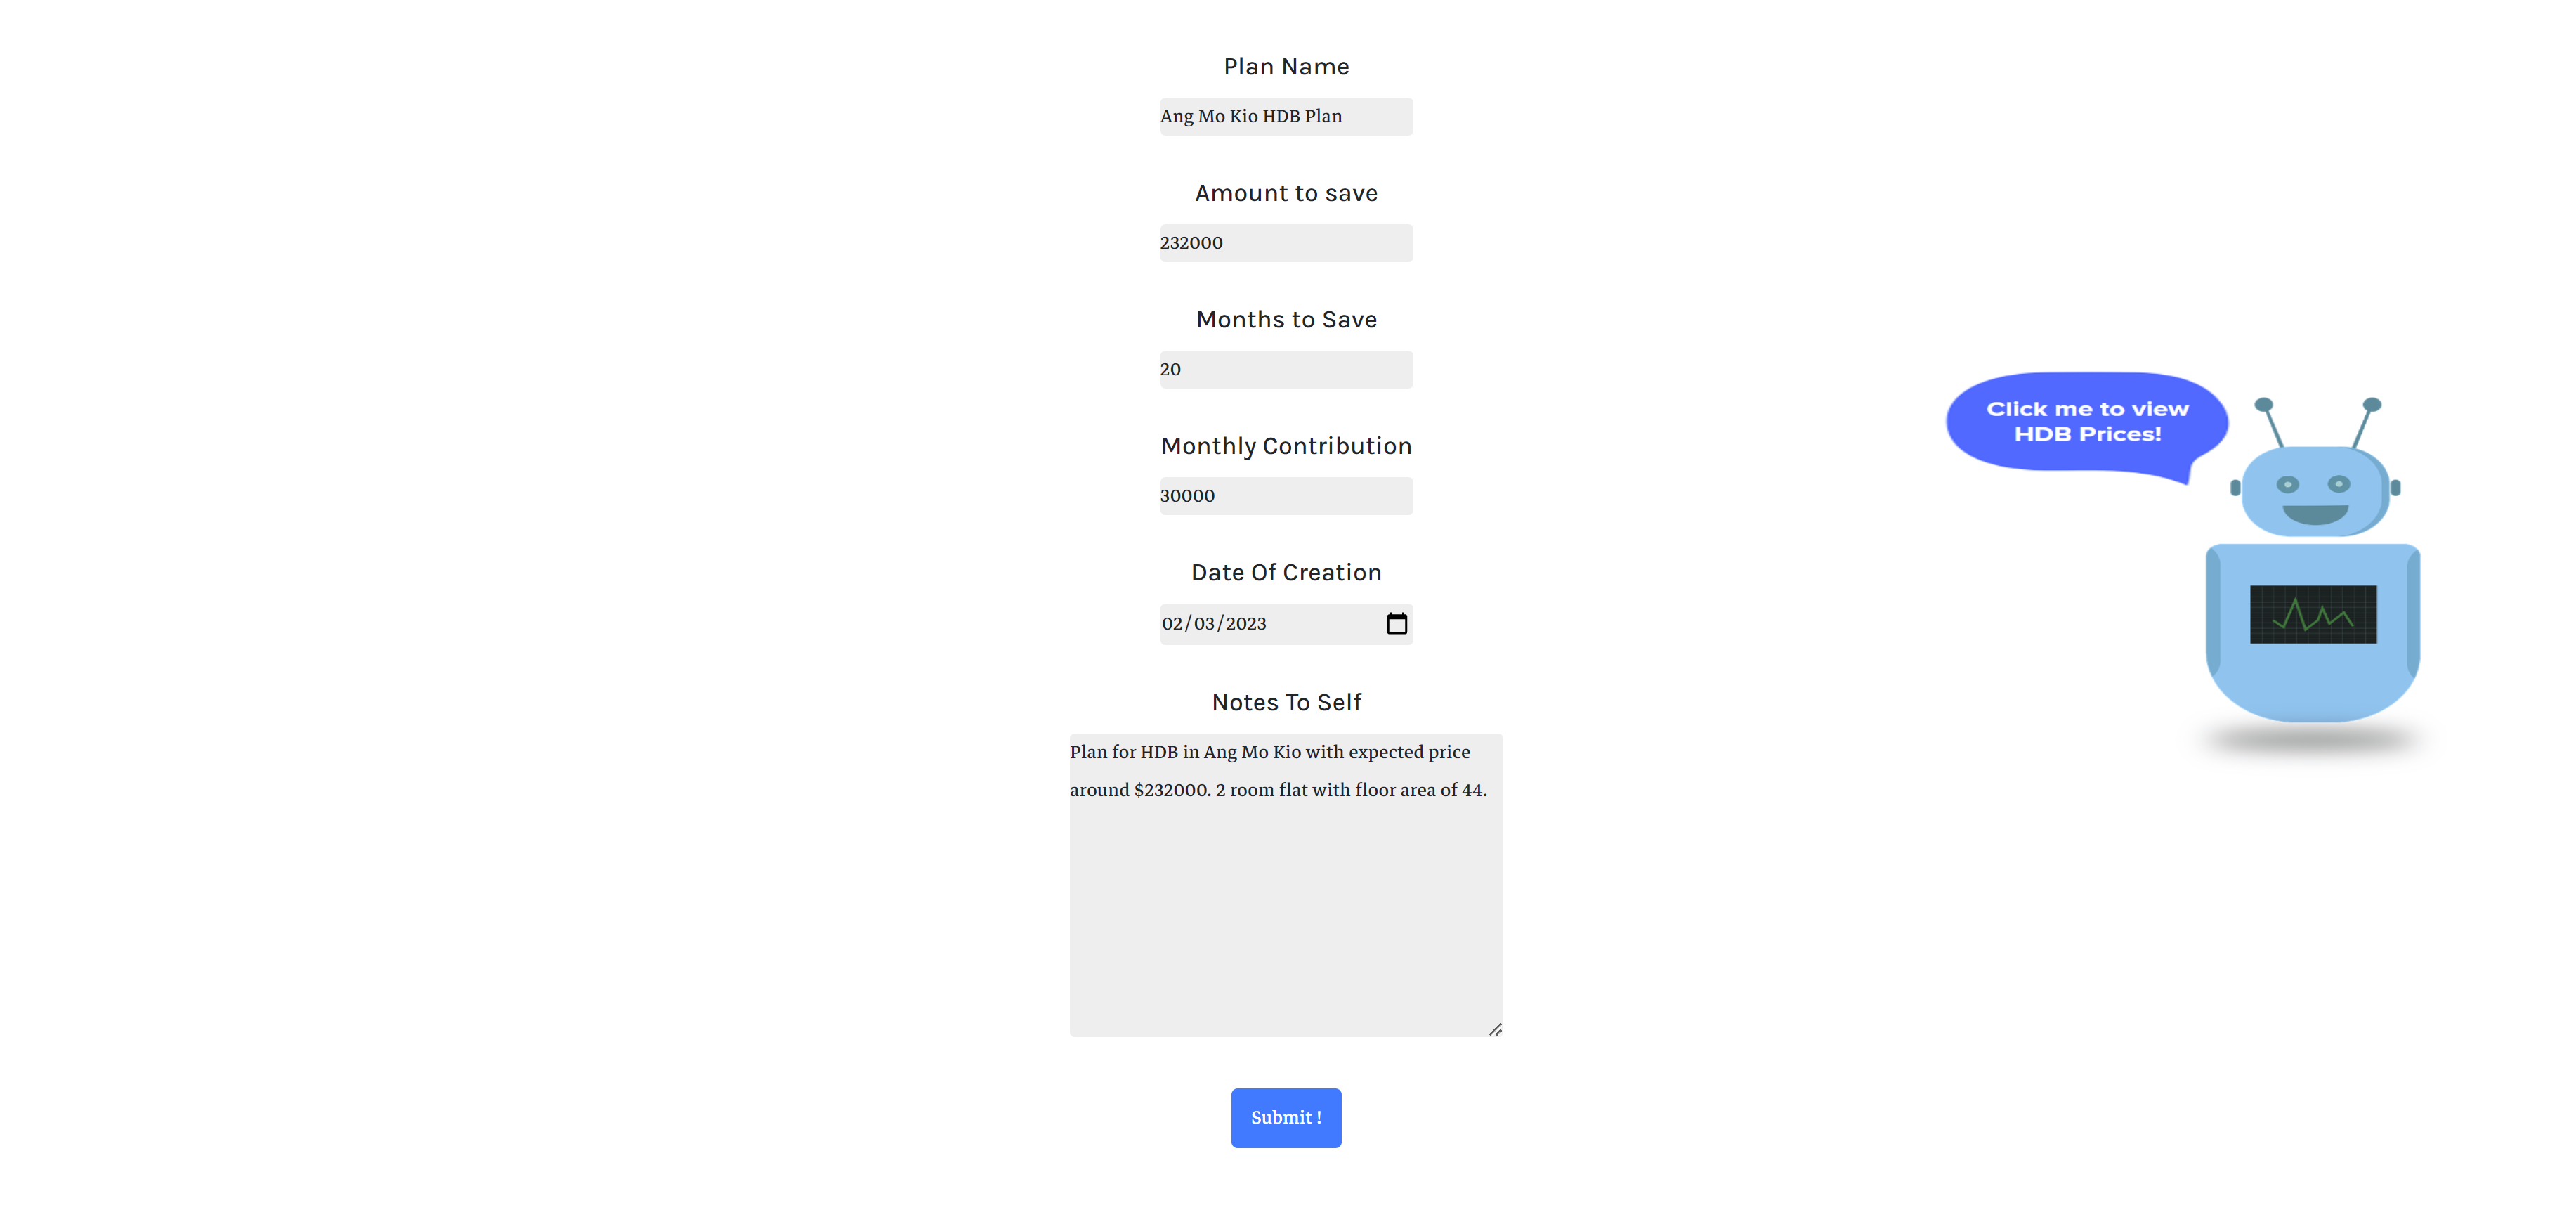 Plan Name
Ang Mo Kio HDB Plan
Amount to save
232000
Months to Save
20
Monthly Contribution
30000
Date Of Creation
02/03/2023
Notes To Self
Plan for HDB in Ang Mo Kio with expected price
around $232000. 2 room flat with floor area of 44.
Submit !
Click me to view
HDB Prices!